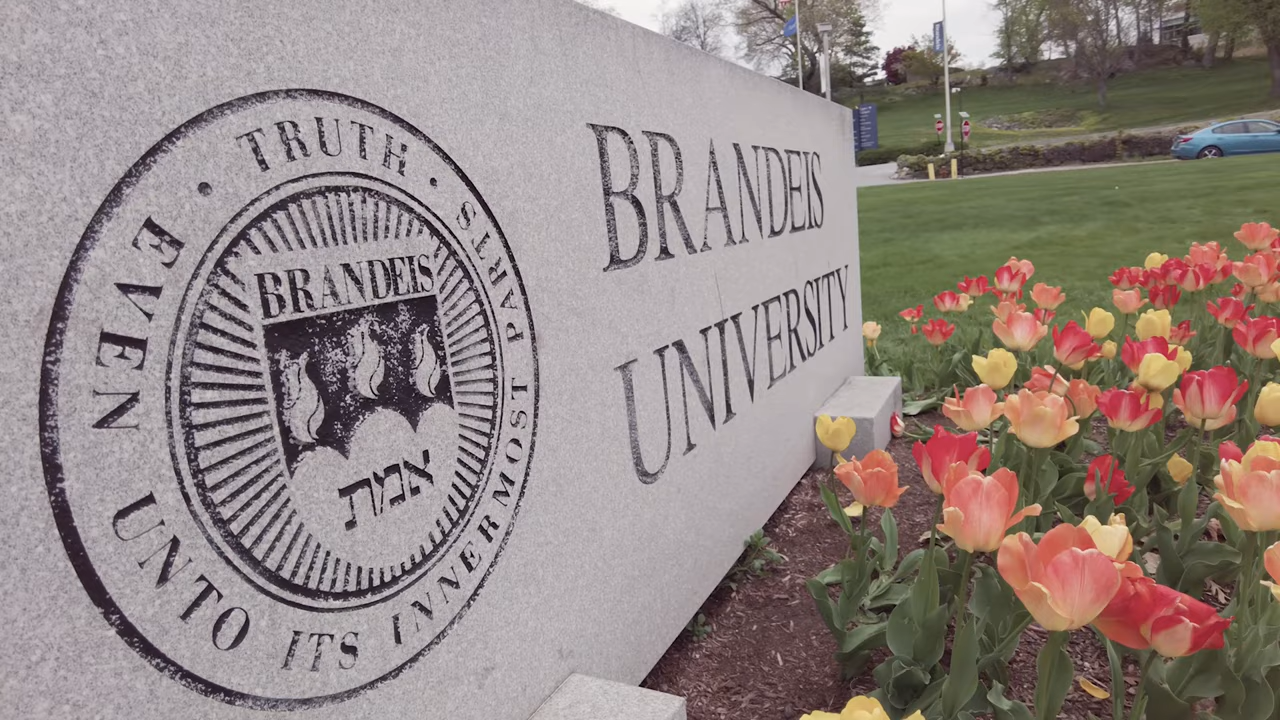 TRUTH
EVEN UNTO ITS INNERMOST PARTS
BRANDEIS
אמת
BRANDEIS
UNIVERSITY